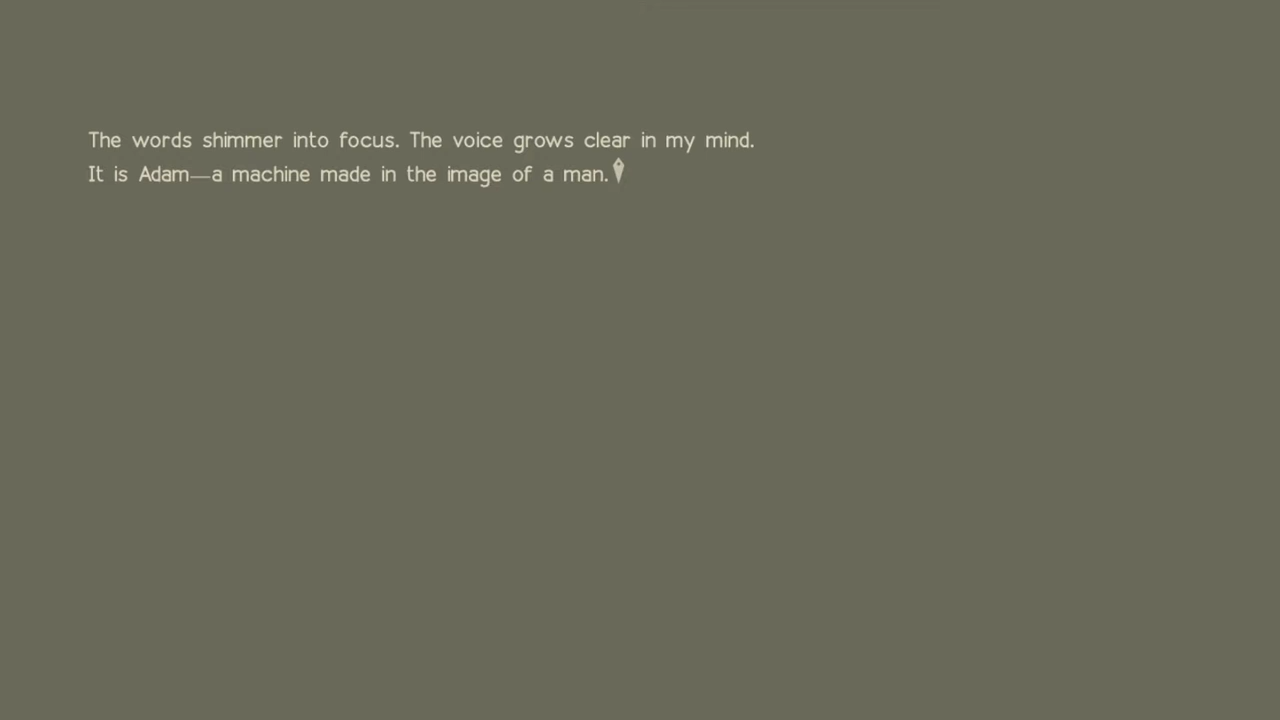 The words shimmer into focus. The voice grows clear in my mind.
It is Adam—a machine made in the image of a man.